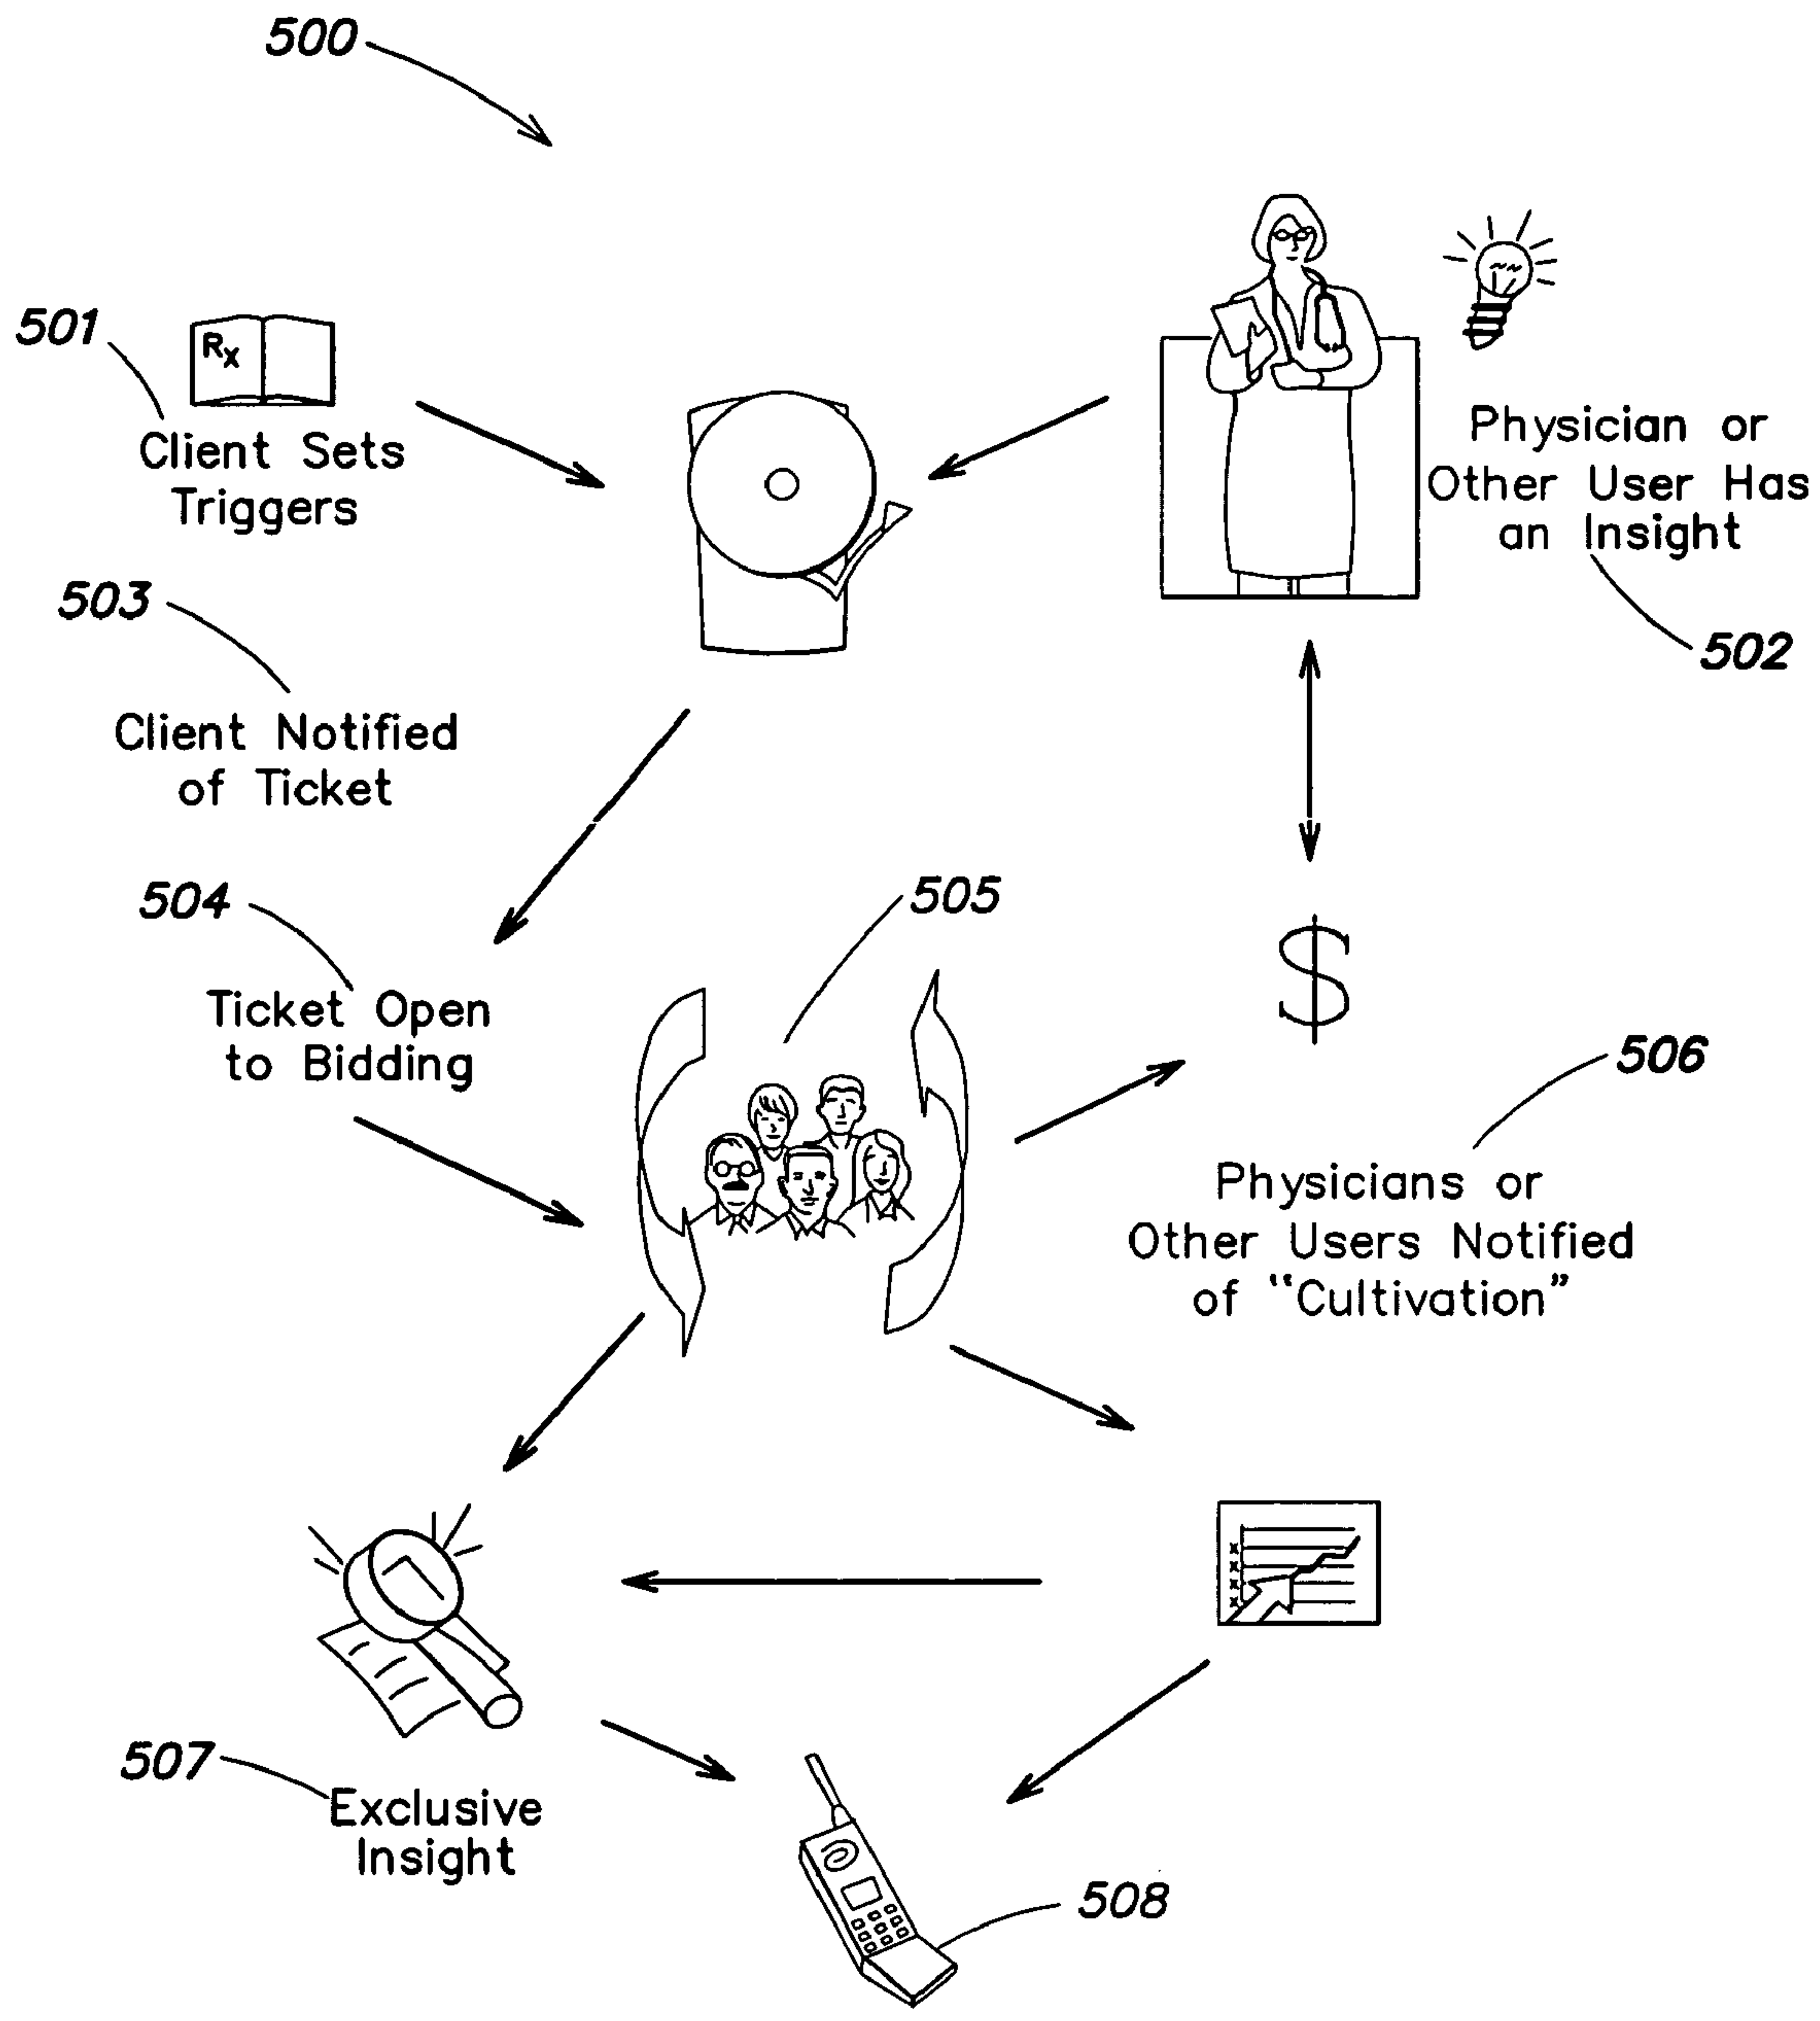 500
501
Rx
Client Sets
Triggers
Physician or
Other User Has
an Insight
502
503
Client Notified
of Ticket
504
Ticket Open
to Bidding
505
$
506
Physicians or
Other Users Notified
of "Cultivation"
x
x
x
x
507
Exclusive
Insight
508